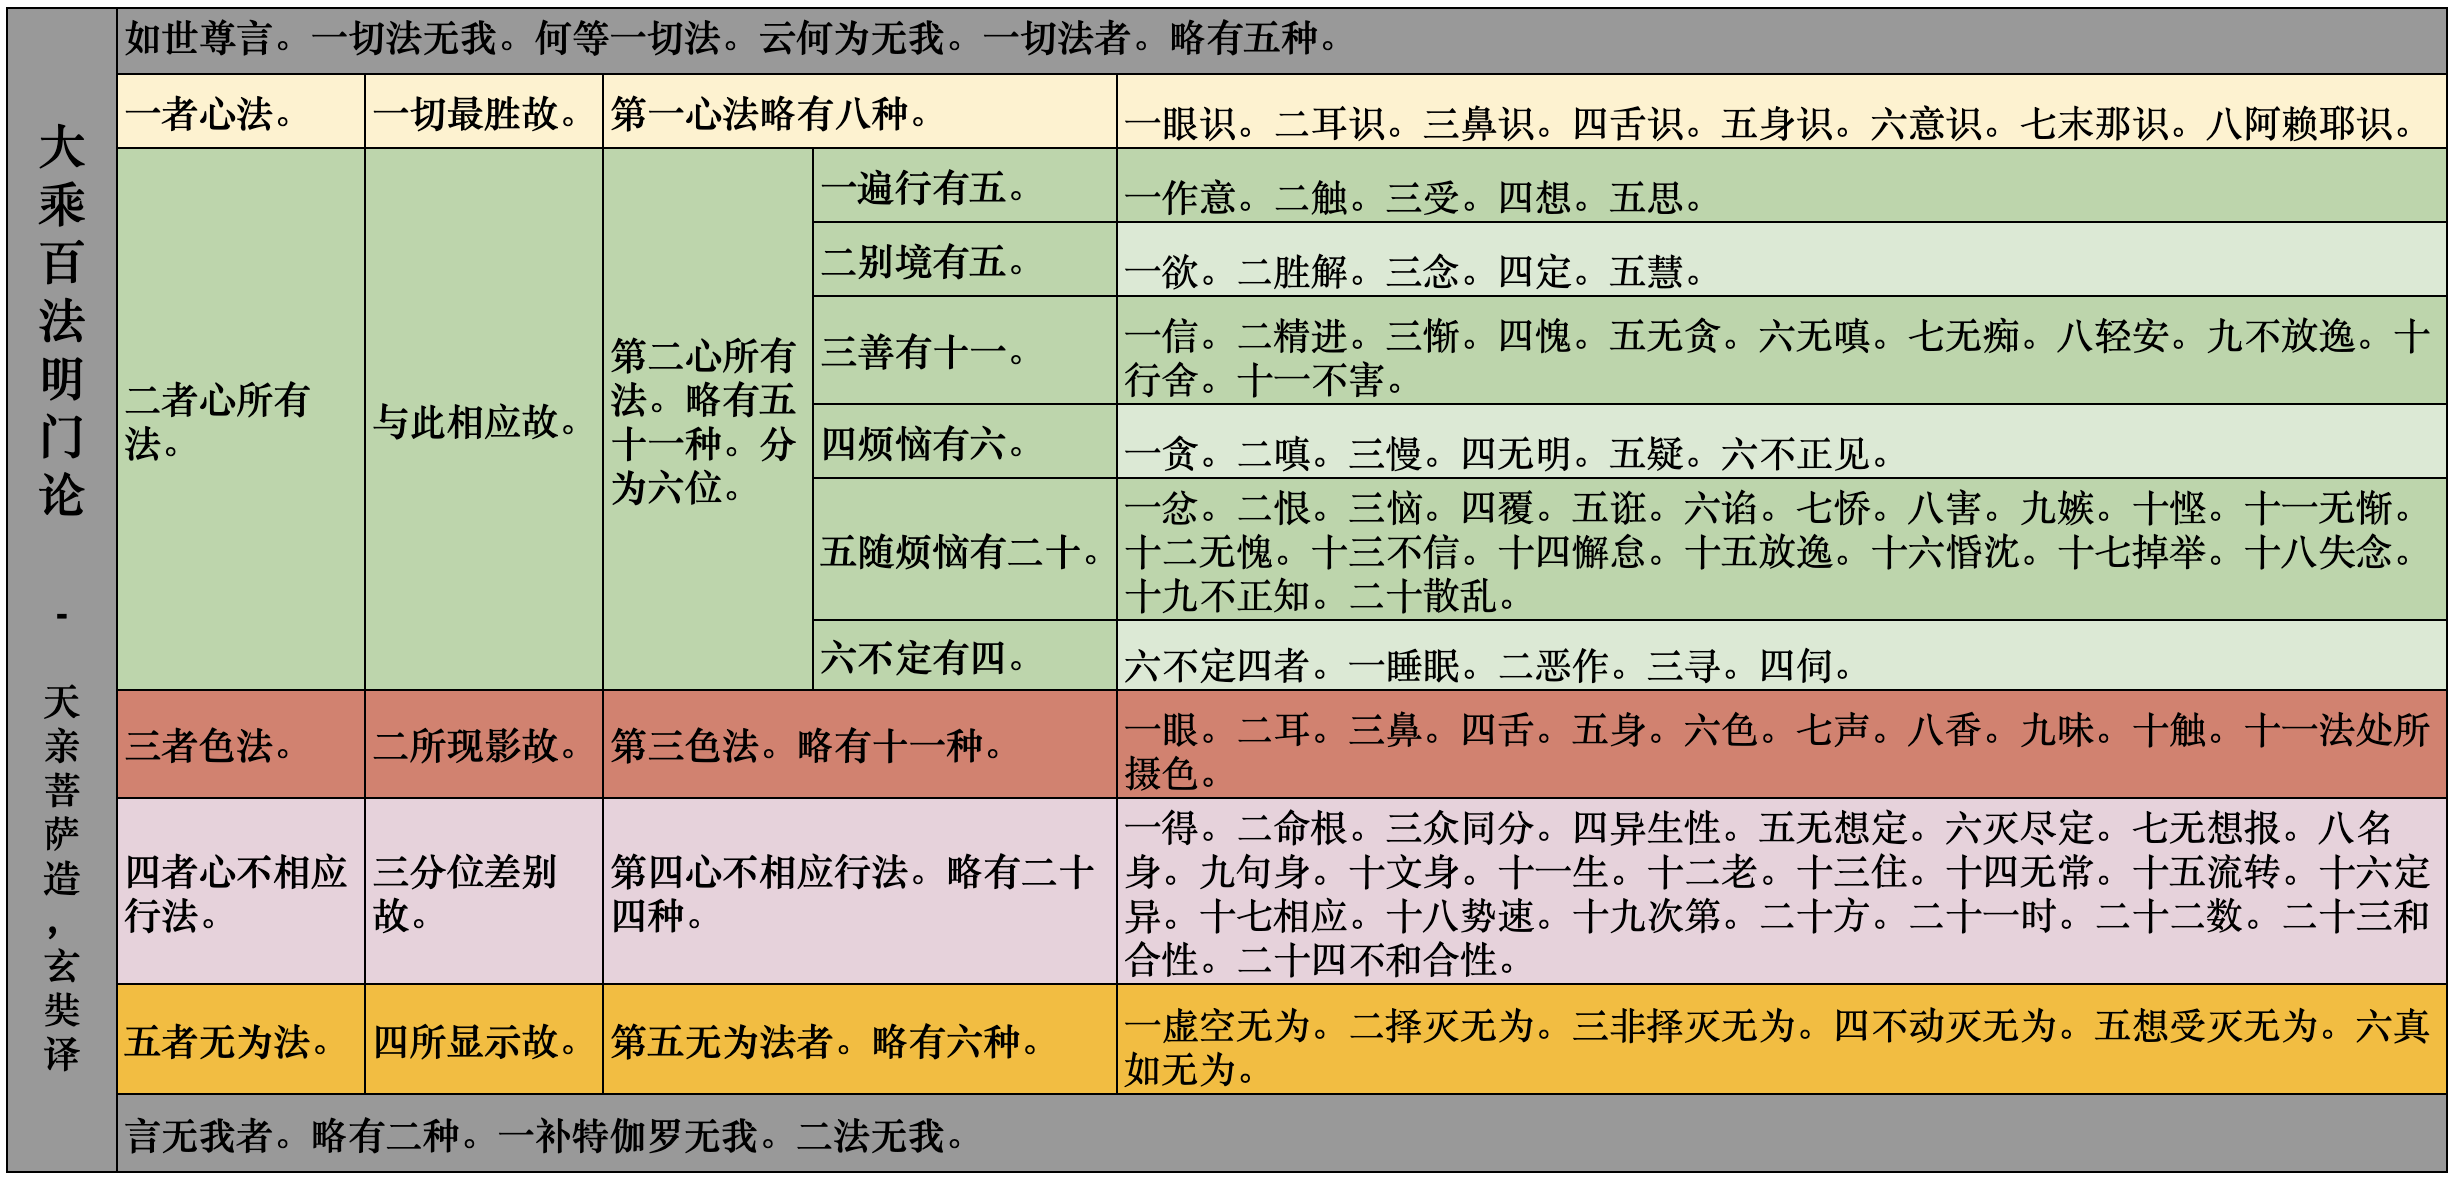 大乘百法明门论 - 天亲菩萨造，玄奘译
如世尊言。一切法无我。何等一切法。云何为无我。一切法者。略有五种。
一者心法。
一切最胜故。
第一心法略有八种。
一眼识。二耳识。三鼻识。四舌识。五身识。六意识。七末那识。八阿赖耶识。
二者心所有
法。
与此相应故。
第二心所有
法。略有五
十一种。分
为六位。
一遍行有五。
一作意。二触。三受。四想。五思。
二别境有五。
一欲。二胜解。三念。四定。五慧。
三善有十一。
一信。二精进。三惭。四愧。五无贪。六无嗔。七无痴。八轻安。九不放逸。十
行舍。十一不害。
四烦恼有六。
一贪。二嗔。三慢。四无明。五疑。六不正见。
五随烦恼有二十。
一忿。二恨。三恼。四覆。五诳。六谄。七㤭。八害。九嫉。十悭。十一无惭。
十二无愧。十三不信。十四懈怠。十五放逸。十六惛沈。十七掉举。十八失念。
十九不正知。二十散乱。
六不定有四。
六不定四者。一睡眠。二恶作。三寻。四伺。
三者色法。
二所现影故。
第三色法。略有十一种。
一眼。二耳。三鼻。四舌。五身。六色。七声。八香。九味。十触。十一法处所
摄色。
四者心不相应
行法。
三分位差别
故。
第四心不相应行法。略有二十
四种。
一得。二命根。三众同分。四异生性。五无想定。六灭尽定。七无想报。八名
身。九句身。十文身。十一生。十二老。十三住。十四无常。十五流转。十六定
异。十七相应。十八势速。十九次第。二十方。二十一时。二十二数。二十三和
合性。二十四不和合性。
五者无为法。
四所显示故。
第五无为法者。略有六种。
一虚空无为。二择灭无为。三非择灭无为。四不动灭无为。五想受灭无为。六真
如无为。
言无我者。略有二种。一补特伽罗无我。二法无我。